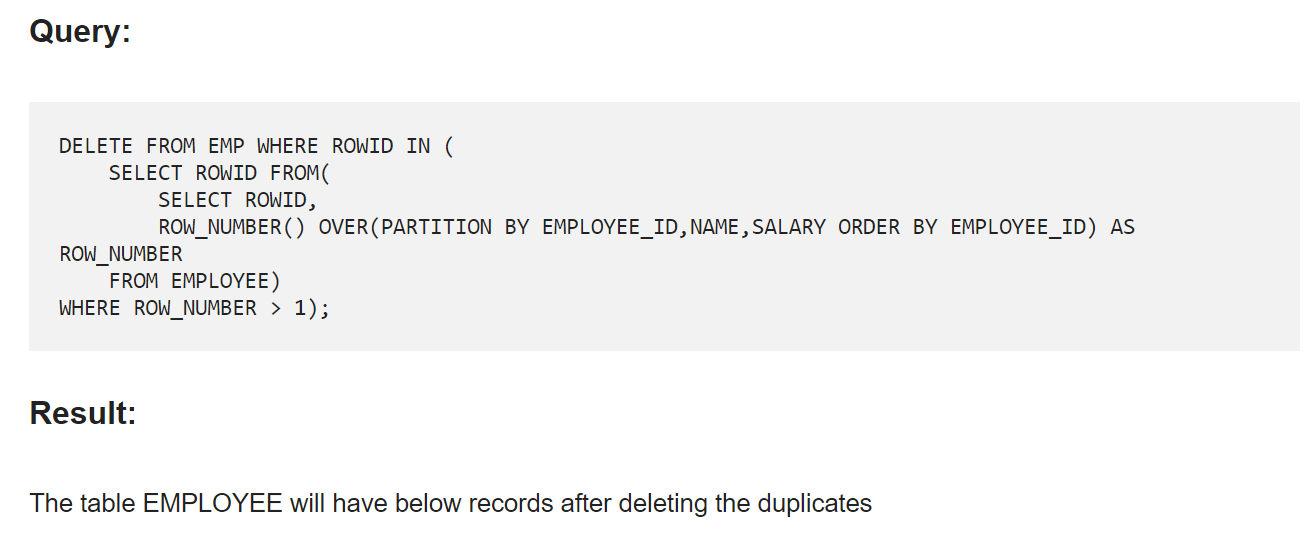 Query:
DELETE FROM EMP WHERE ROWID IN (
    SELECT ROWID FROM(
        SELECT ROWID,
        ROW_NUMBER() OVER(PARTITION BY EMPLOYEE_ID,NAME,SALARY ORDER BY EMPLOYEE_ID) AS
ROW_NUMBER
    FROM EMPLOYEE)
WHERE ROW_NUMBER > 1);
Result:
The table EMPLOYEE will have below records after deleting the duplicates